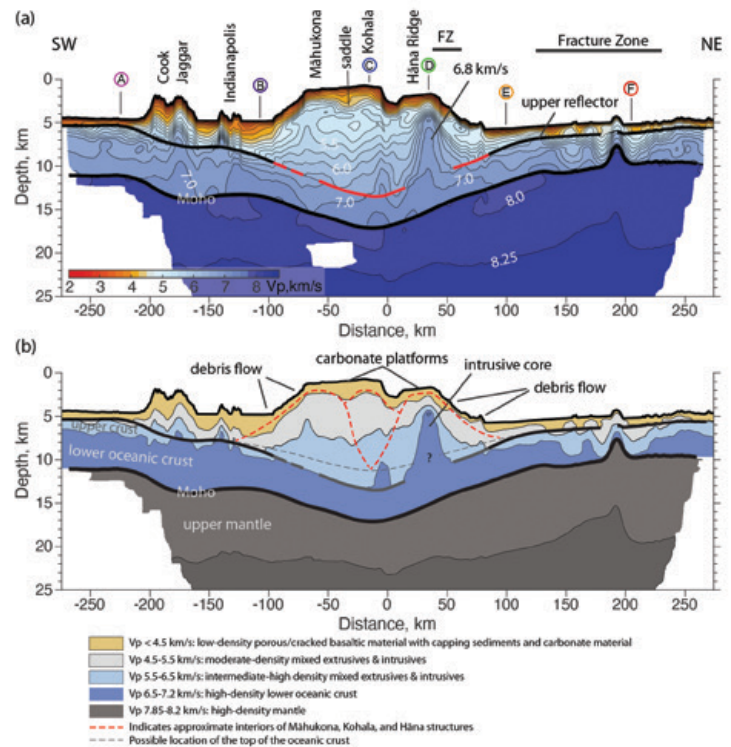 (a)
SW
Cook
Jaggar
Indianapolis
Māhukona
saddle
Kohala
Hāna Ridge
FZ
Fracture Zone
NE
A
B
C
D
E
F
6.8 km/s
upper reflector
Depth, km
0
5
10
15
20
25
6.0
7.0
7.0
7.0
8.0
8.25
Moho
2 3 4 5 6 7 8 Vp,km/s
-250 -200 -150 -100 -50 0 50 100 150 200 250
Distance, km
(b)
debris flow
carbonate platforms
intrusive core
debris flow
Depth, km
0
5
10
15
20
25
upper crust
lower oceanic crust
?
Moho
upper mantle
-250 -200 -150 -100 -50 0 50 100 150 200 250
Distance, km
Vp < 4.5 km/s: low-density porous/cracked basaltic material with capping sediments and carbonate material
Vp 4.5-5.5 km/s: moderate-density mixed extrusives & intrusives
Vp 5.5-6.5 km/s: intermediate-high density mixed extrusives & intrusives
Vp 6.5-7.2 km/s: high-density lower oceanic crust
Vp 7.85-8.2 km/s: high-density mantle
Indicates approximate interiors of Māhukona, Kohala, and Hāna structures
Possible location of the top of the oceanic crust